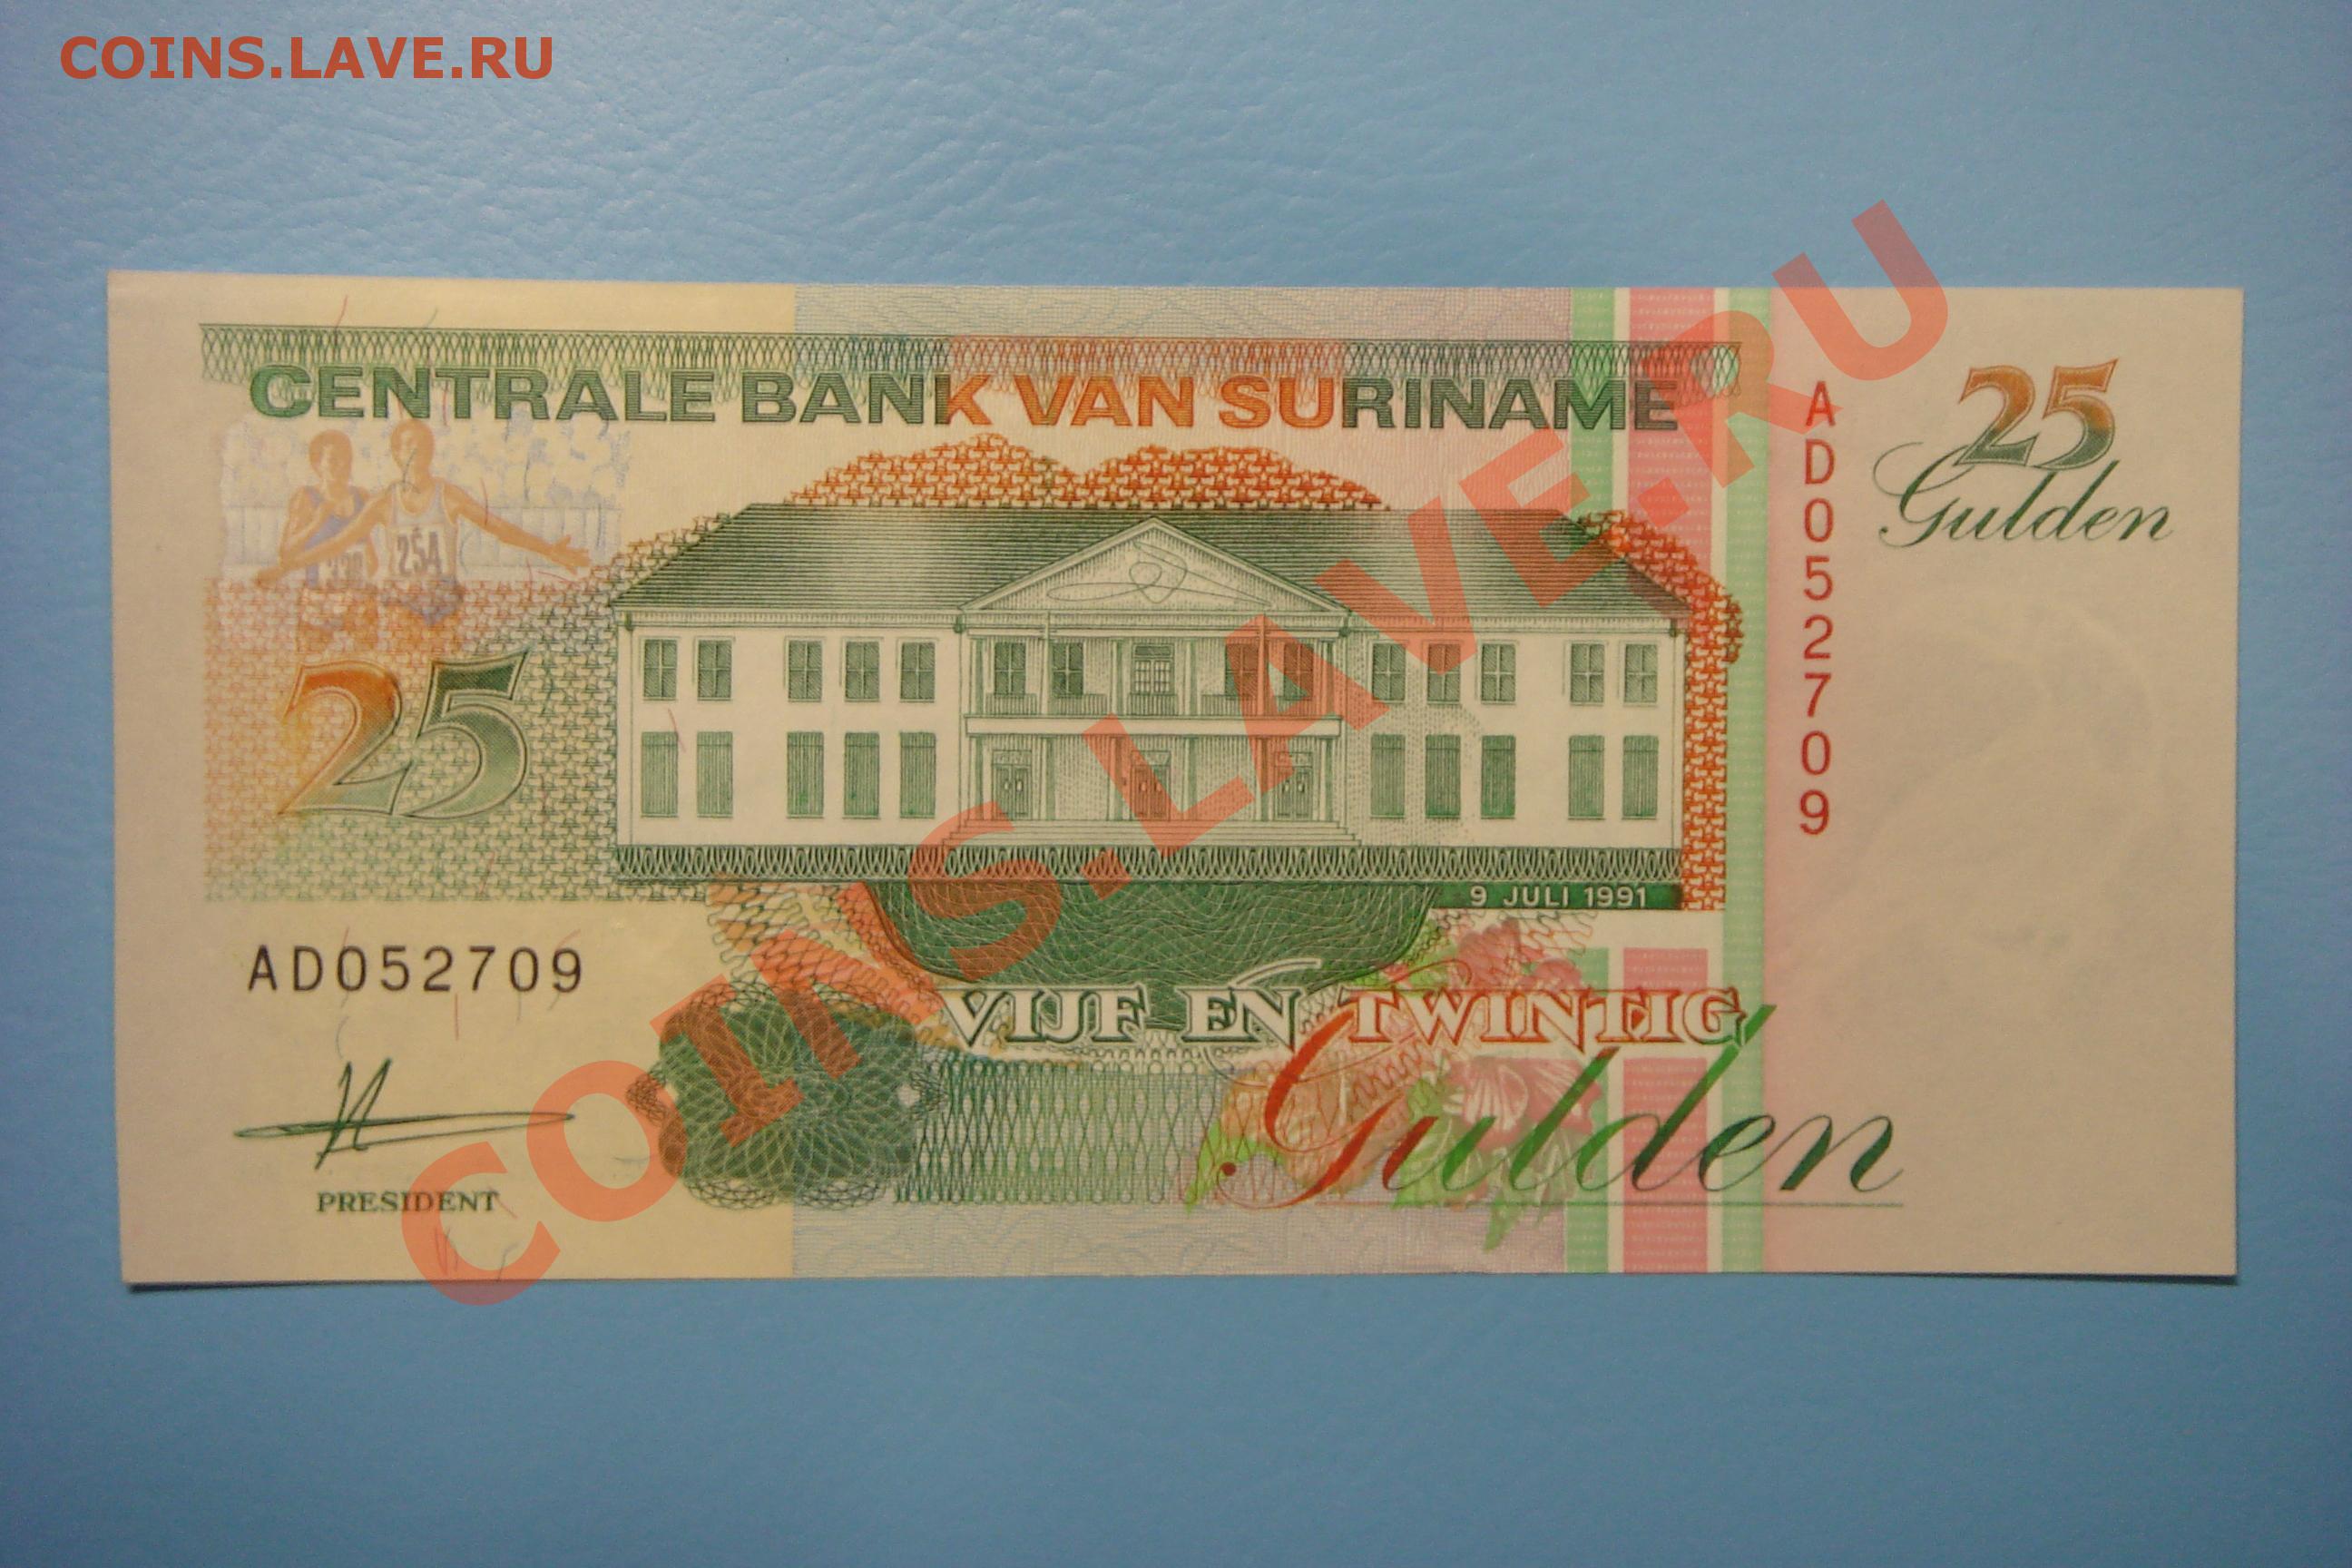 COINS.LAVE.RU
CENTRALE BANK VAN SURINAME
25
Gulden
AD052709
254
25
9 JULI 1991
AD052709
VIJF EN TWINTIG
Gulden
PRESIDENT
COINS.LAVE.RU